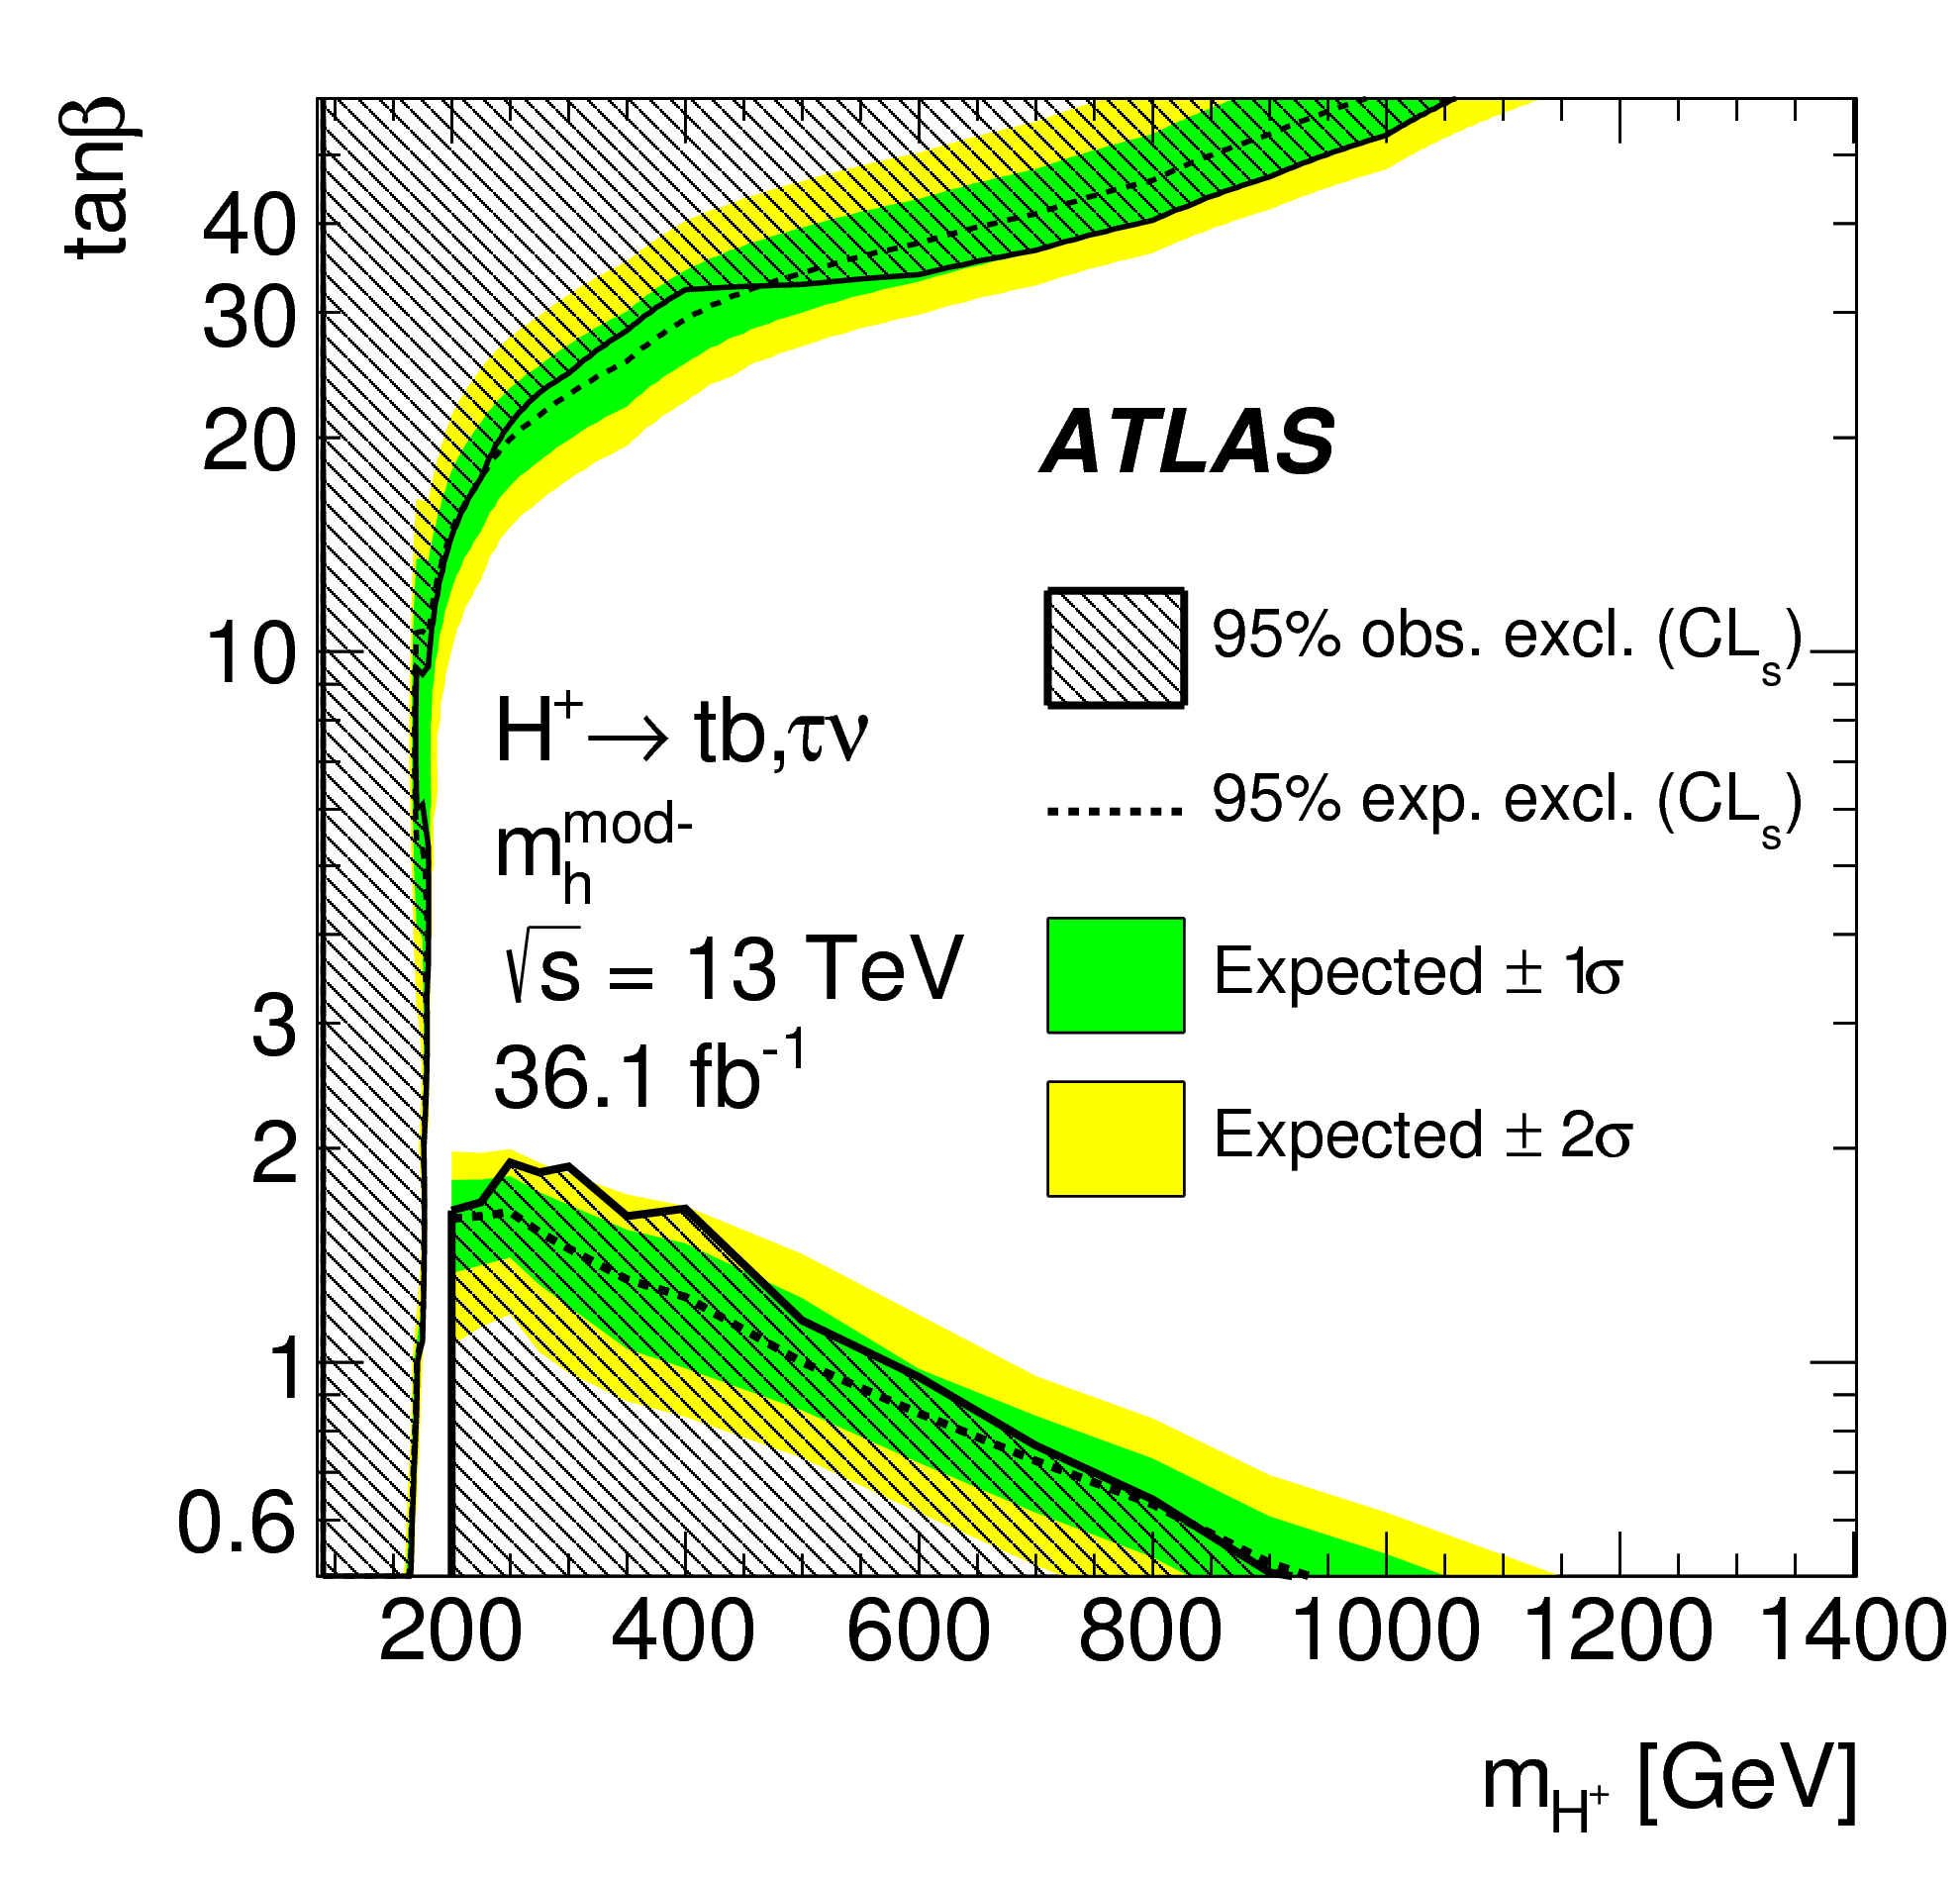 tanβ
40
30
20
10
3
2
1
0.6
ATLAS
95% obs. excl. (CLs)
H+→ tb,τν
95% exp. excl. (CLs)
mhmod-
√s = 13 TeV
Expected ± 1σ
36.1 fb-1
Expected ± 2σ
200 400 600 800 1000 1200 1400
mH+ [GeV]